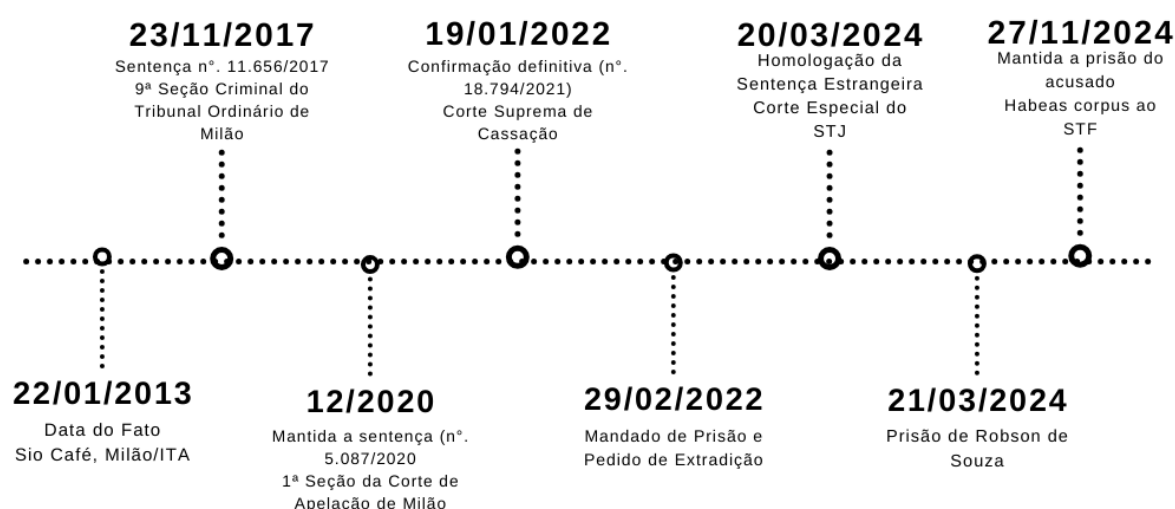 23/11/2017
Sentença n°. 11.656/2017
9ª Seção Criminal do
Tribunal Ordinário de
Milão
19/01/2022
Confirmação definitiva (n°.
18.794/2021)
Corte Suprema de
Cassação
20/03/2024
Homologação da
Sentença Estrangeira
Corte Especial do
STJ
27/11/2024
Mantida a prisão do
acusado
Habeas corpus ao
STF
22/01/2013
Data do Fato
Sio Café, Milão/ITA
12/2020
Mantida a sentença (n°.
5.087/2020
1ª Seção da Corte de
Apelação de Milão
29/02/2022
Mandado de Prisão e
Pedido de Extradição
21/03/2024
Prisão de Robson de
Souza